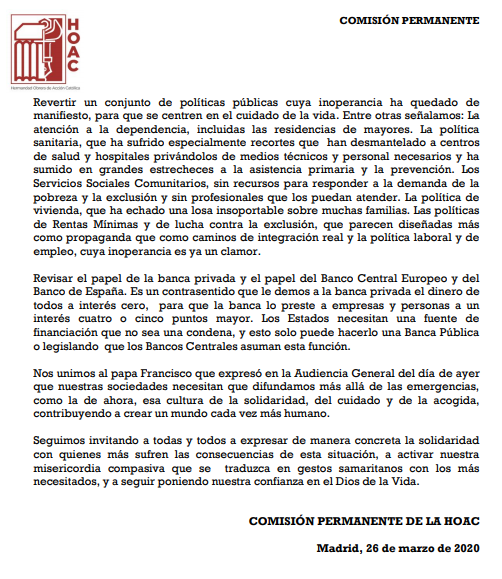 COMISIÓN PERMANENTE
HOAC
Hermandad Obrera de Acción Católica
Revertir un conjunto de políticas públicas cuya inoperancia ha quedado de
manifiesto, para que se centren en el cuidado de la vida. Entre otras señalamos: La
atención a la dependencia, incluidas las residencias de mayores. La política
sanitaria, que ha sufrido especialmente recortes que han desmantelado a centros
de salud y hospitales privándolos de medios técnicos y personal necesarios y ha
sumido en grandes estrecheces a la asistencia primaria y la prevención. Los
Servicios Sociales Comunitarios, sin recursos para responder a la demanda de la
pobreza y la exclusión y sin profesionales que los puedan atender. La política de
vivienda, que ha echado una losa insoportable sobre muchas familias. Las políticas
de Rentas Mínimas y de lucha contra la exclusión, que parecen diseñadas más
como propaganda que como caminos de integración real y la política laboral y de
empleo, cuya inoperancia es ya un clamor.
Revisar el papel de la banca privada y el papel del Banco Central Europeo y del
Banco de España. Es un contrasentido que le demos a la banca privada el dinero de
todos a interés cero, para que la banca lo preste a empresas y personas a un
interés cuatro o cinco puntos mayor. Los Estados necesitan una fuente de
financiación que no sea una condena, y esto solo puede hacerlo una Banca Pública
o legislando que los Bancos Centrales asuman esta función.
Nos unimos al papa Francisco que expresó en la Audiencia General del día de ayer
que nuestras sociedades necesitan que difundamos más allá de las emergencias,
como la de ahora, esa cultura de la solidaridad, del cuidado y de la acogida,
contribuyendo a crear un mundo cada vez más humano.
Seguimos invitando a todas y todos a expresar de manera concreta la solidaridad
con quienes más sufren las consecuencias de esta situación, a activar nuestra
misericordia compasiva que se traduzca en gestos samaritanos con los más
necesitados, y a seguir poniendo nuestra confianza en el Dios de la Vida.
COMISIÓN PERMANENTE DE LA HOAC
Madrid, 26 de marzo de 2020